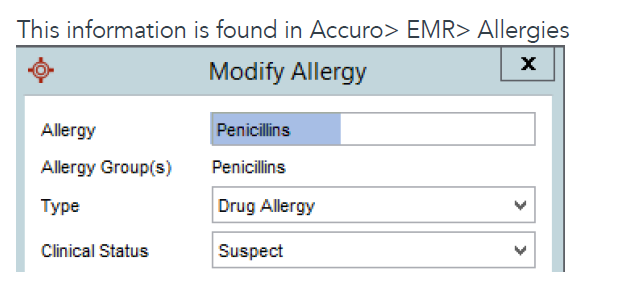 This information is found in Accuro> EMR> Allergies
Modify Allergy x
Allergy Penicillins
Allergy Group(s) Penicillins
Type Drug Allergy
Clinical Status Suspect